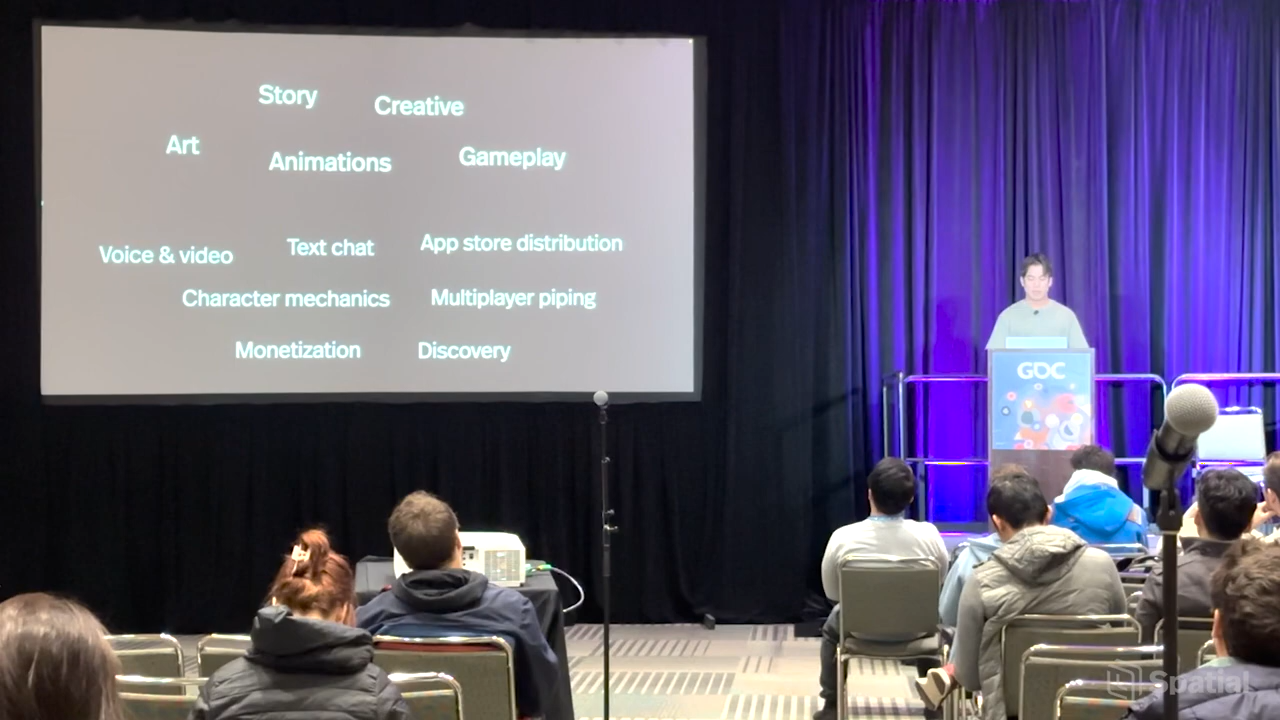 Story
Creative
Art
Animations
Gameplay
Voice & video
Text chat
App store distribution
Character mechanics
Multiplayer piping
Monetization
Discovery
GDC
Spatial